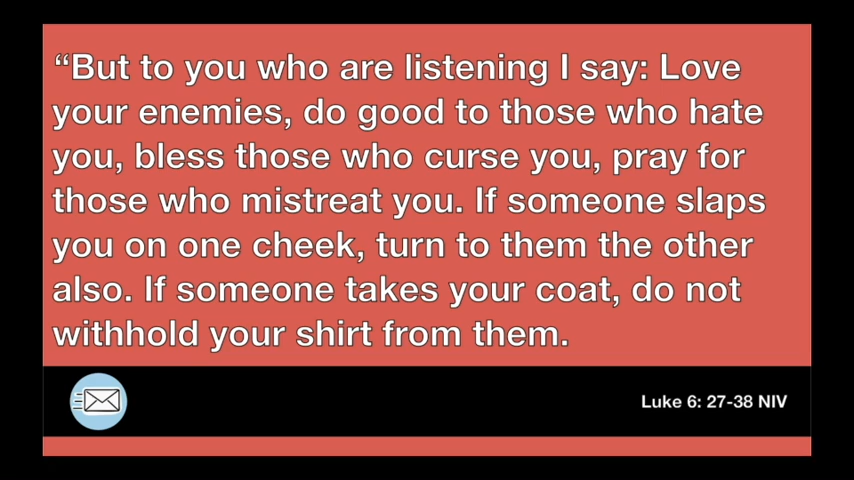 “But to you who are listening I say: Love
your enemies, do good to those who hate
you, bless those who curse you, pray for
those who mistreat you. If someone slaps
you on one cheek, turn to them the other
also. If someone takes your coat, do not
withhold your shirt from them.
Luke 6: 27-38 NIV